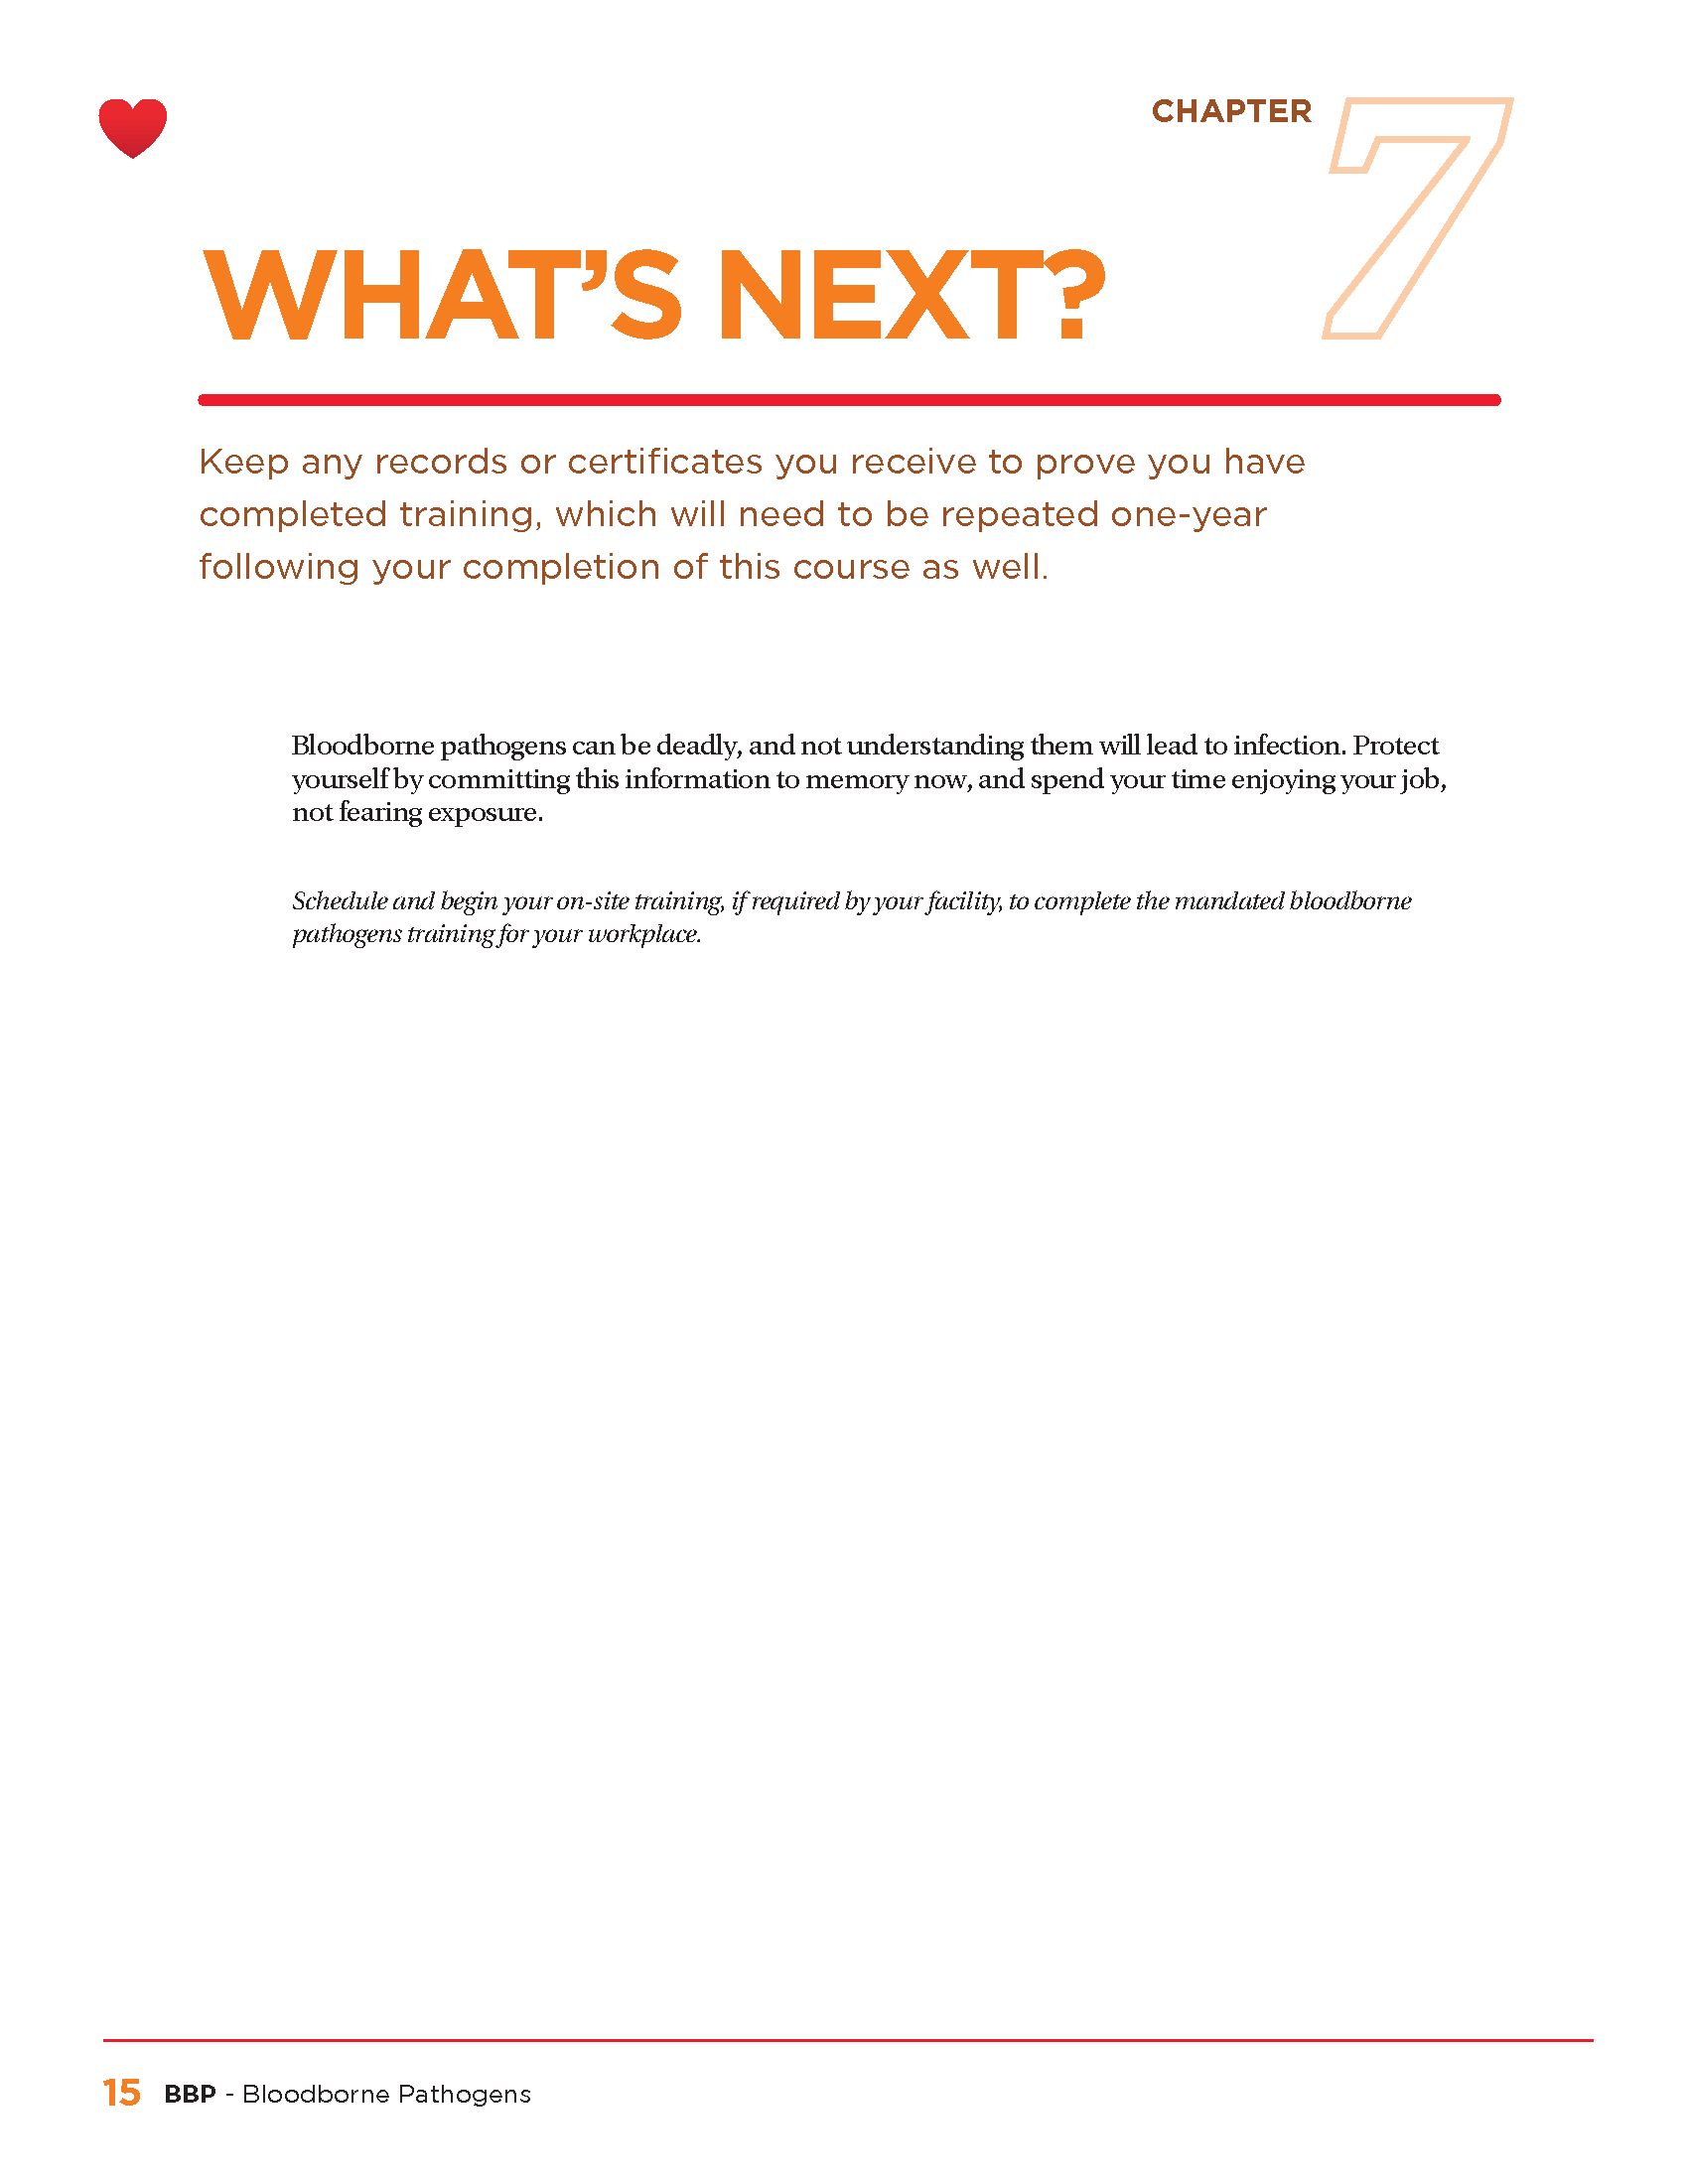 CHAPTER 7
WHAT’S NEXT?
Keep any records or certificates you receive to prove you have
completed training, which will need to be repeated one-year
following your completion of this course as well.
Bloodborne pathogens can be deadly, and not understanding them will lead to infection. Protect
yourself by committing this information to memory now, and spend your time enjoying your job,
not fearing exposure.
Schedule and begin your on-site training, if required by your facility, to complete the mandated bloodborne
pathogens training for your workplace.
15 BBP - Bloodborne Pathogens